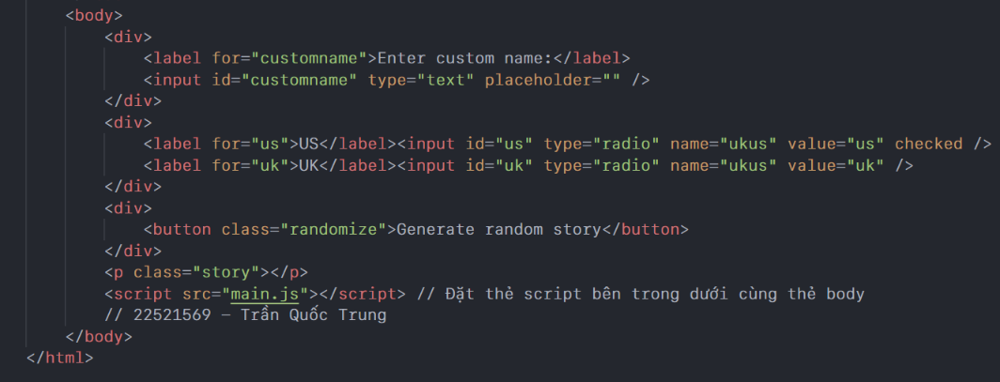 <body>
<div>
<label for="customname">Enter custom name:</label>
<input id="customname" type="text" placeholder="" />
</div>
<div>
<label for="us">US</label><input id="us" type="radio" name="ukus" value="us" checked />
<label for="uk">UK</label><input id="uk" type="radio" name="ukus" value="uk" />
</div>
<div>
<button class="randomize">Generate random story</button>
</div>
<p class="story"></p>
<script src="main.js"></script> // Đặt thẻ script bên trong dưới cùng thẻ body
// 22521569 - Trần Quốc Trung
</body>
</html>